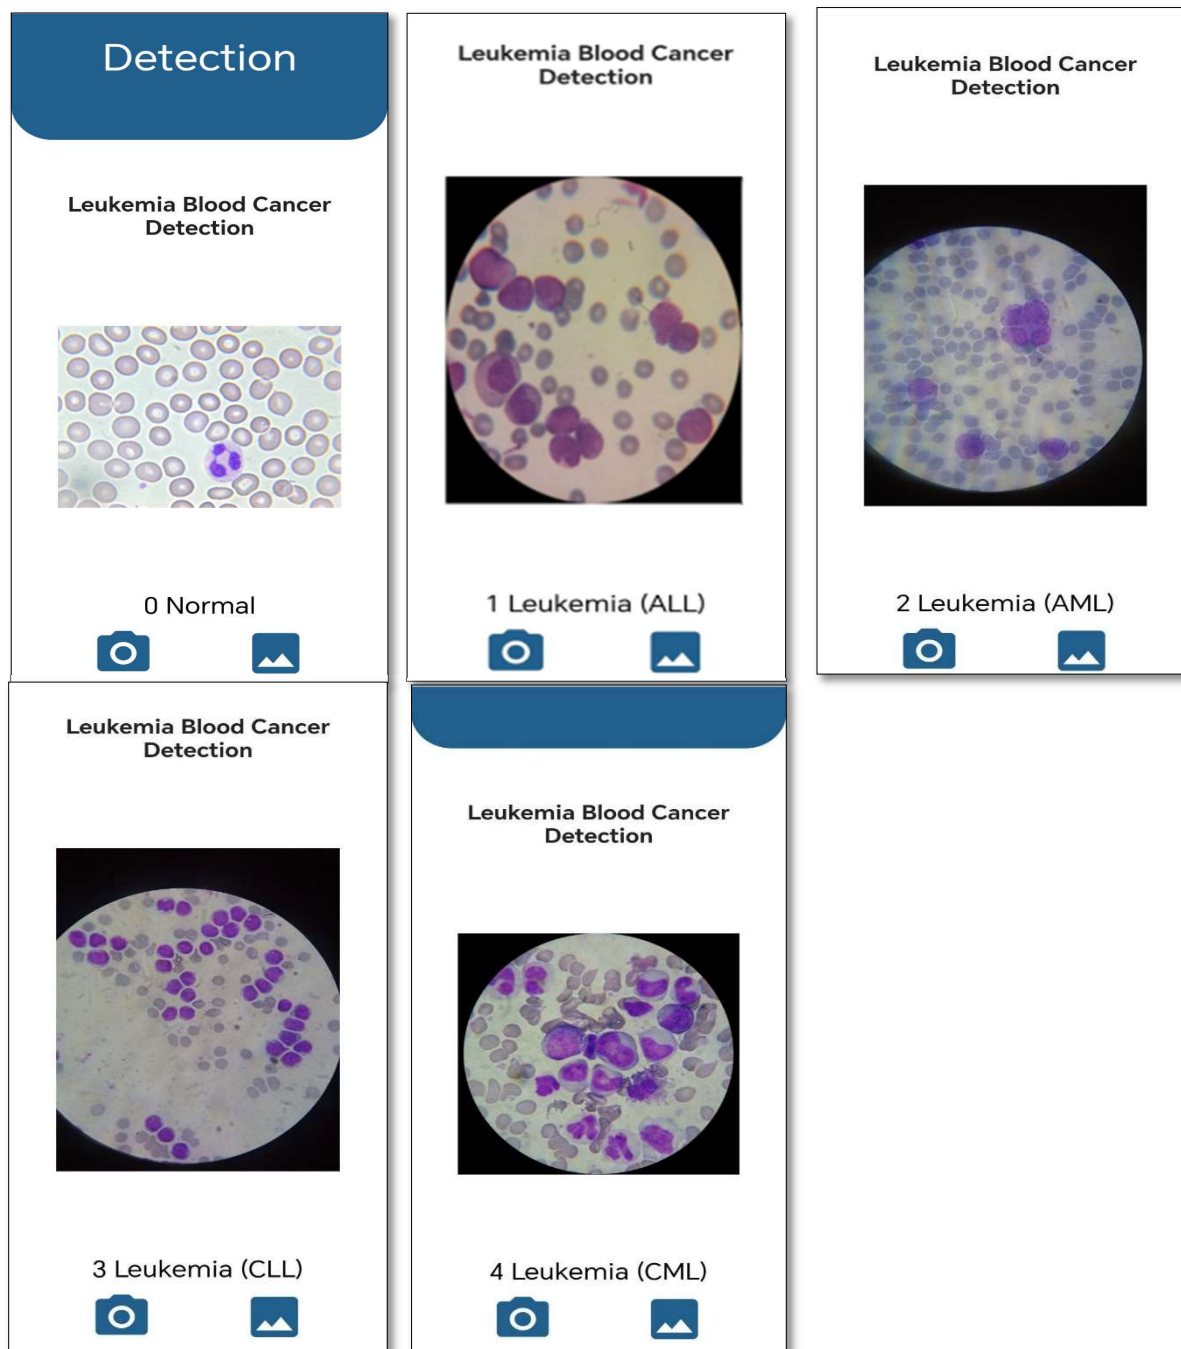 Detection
Leukemia Blood Cancer
Detection
0 Normal
Leukemia Blood Cancer
Detection
1 Leukemia (ALL)
Leukemia Blood Cancer
Detection
2 Leukemia (AML)
Leukemia Blood Cancer
Detection
3 Leukemia (CLL)
Leukemia Blood Cancer
Detection
4 Leukemia (CML)